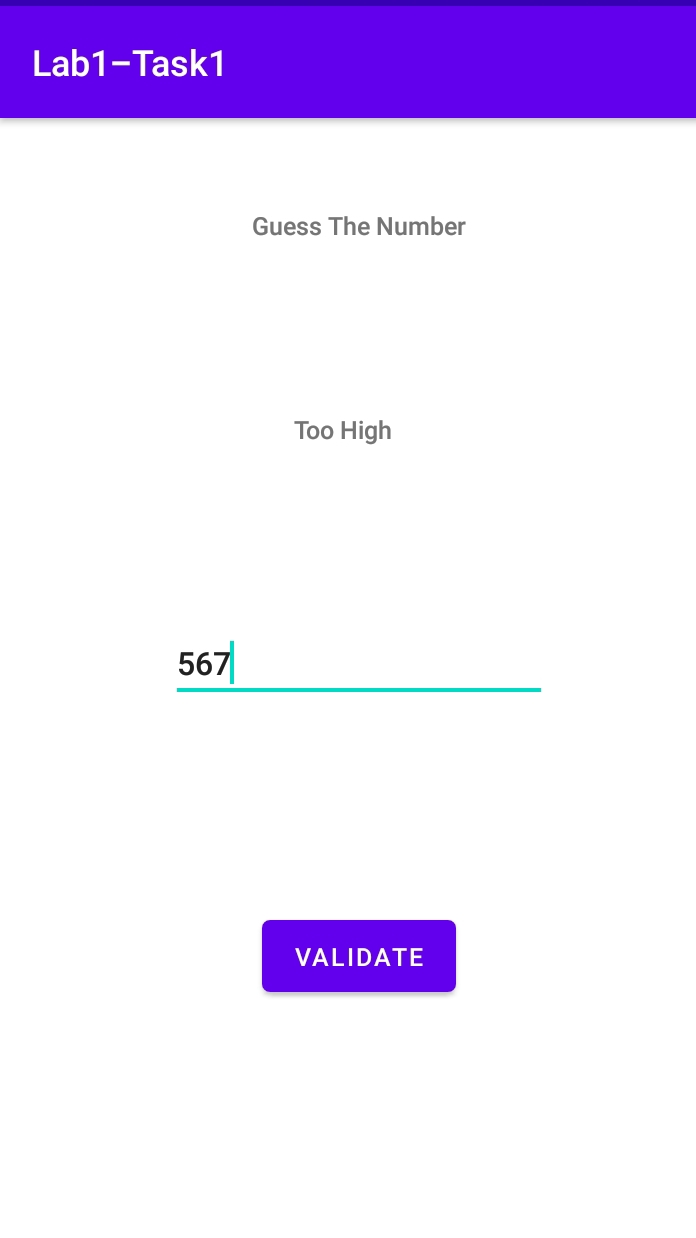 Lab1–Task1
Guess The Number
Too High
567
VALIDATE